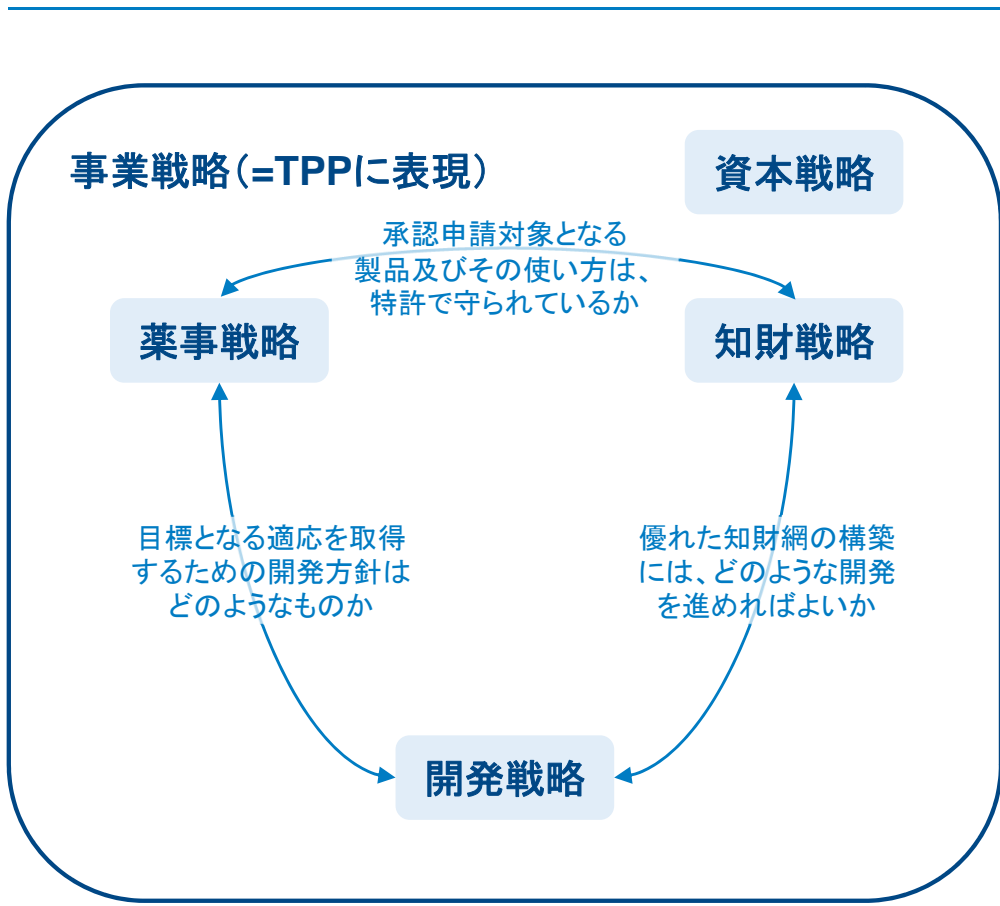 事業戦略（=TPPに表現）
資本戦略
承認申請対象となる
製品及びその使い方は、
特許で守られているか
薬事戦略
知財戦略
目標となる適応を取得
するための開発方針は
どのようなものか
優れた知財網の構築
には、どのような開発
を進めればよいか
開発戦略